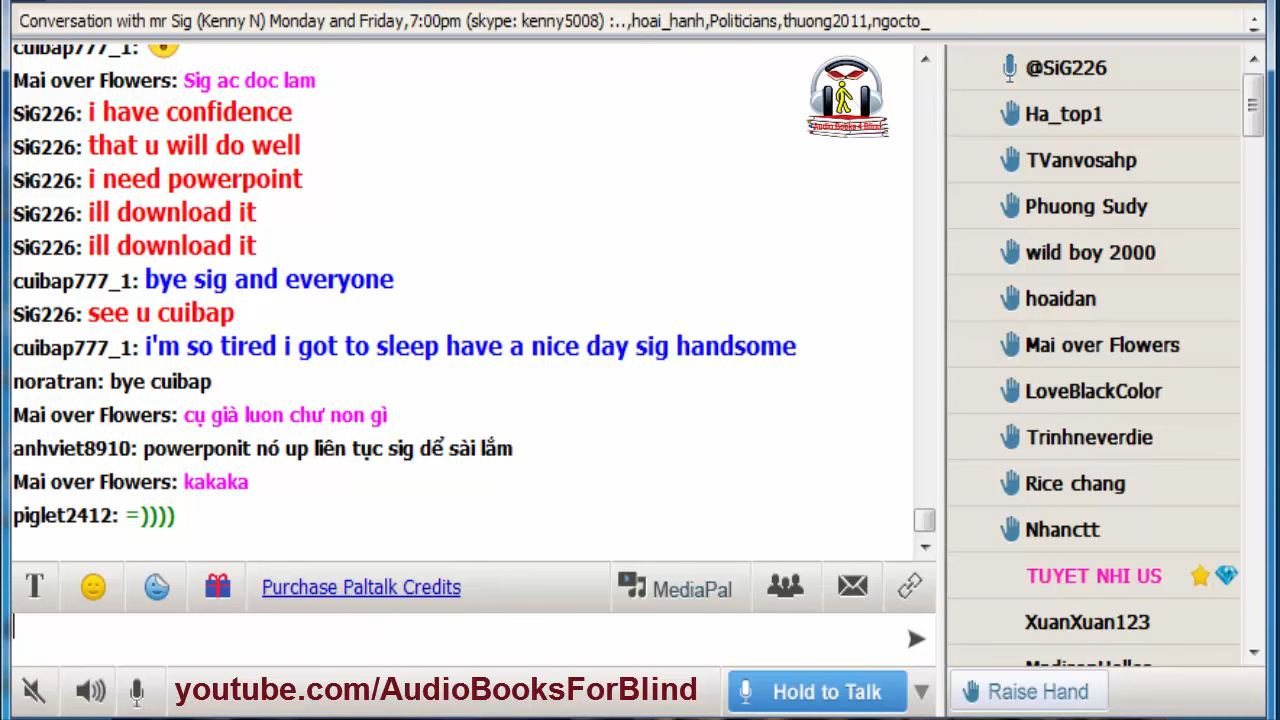 Conversation with mr Sig (Kenny N) Monday and Friday,7:00pm (skype: kenny5008) :..,hoai_hanh,Politicians,thuong2011,ngocto_
cuibap777_1:
Mai over Flowers: Sig ac doc lam
SiG226: i have confidence
SiG226: that u will do well
SiG226: i need powerpoint
SiG226: ill download it
SiG226: ill download it
cuibap777_1: bye sig and everyone
SiG226: see u cuibap
cuibap777_1: i'm so tired i got to sleep have a nice day sig handsome
noratran: bye cuibap
Mai over Flowers: cụ già luon chư non gì
anhviet8910: powerponit nó up liên tục sig dể sài lắm
Mai over Flowers: kakaka
piglet2412: =))))
Audio Books 4 Blind
T
Purchase Paltalk Credits
MediaPal
youtube.com/AudioBooksForBlind
Hold to Talk
@SiG226
Ha_top1
TVanvosahp
Phuong Sudy
wild boy 2000
hoaidan
Mai over Flowers
LoveBlackColor
Trinhneverdie
Rice chang
Nhanctt
TUYET NHI US
XuanXuan123
Raise Hand